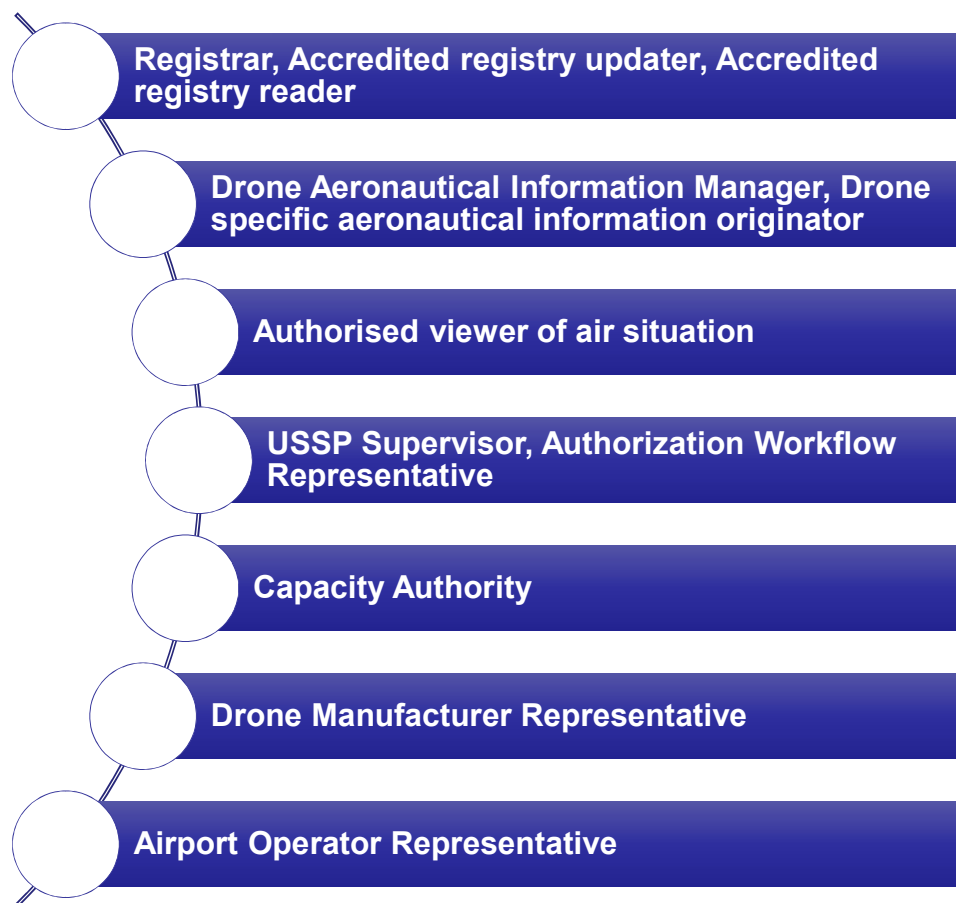 Registrar, Accredited registry updater, Accredited
registry reader
Drone Aeronautical Information Manager, Drone
specific aeronautical information originator
Authorised viewer of air situation
USSP Supervisor, Authorization Workflow
Representative
Capacity Authority
Drone Manufacturer Representative
Airport Operator Representative